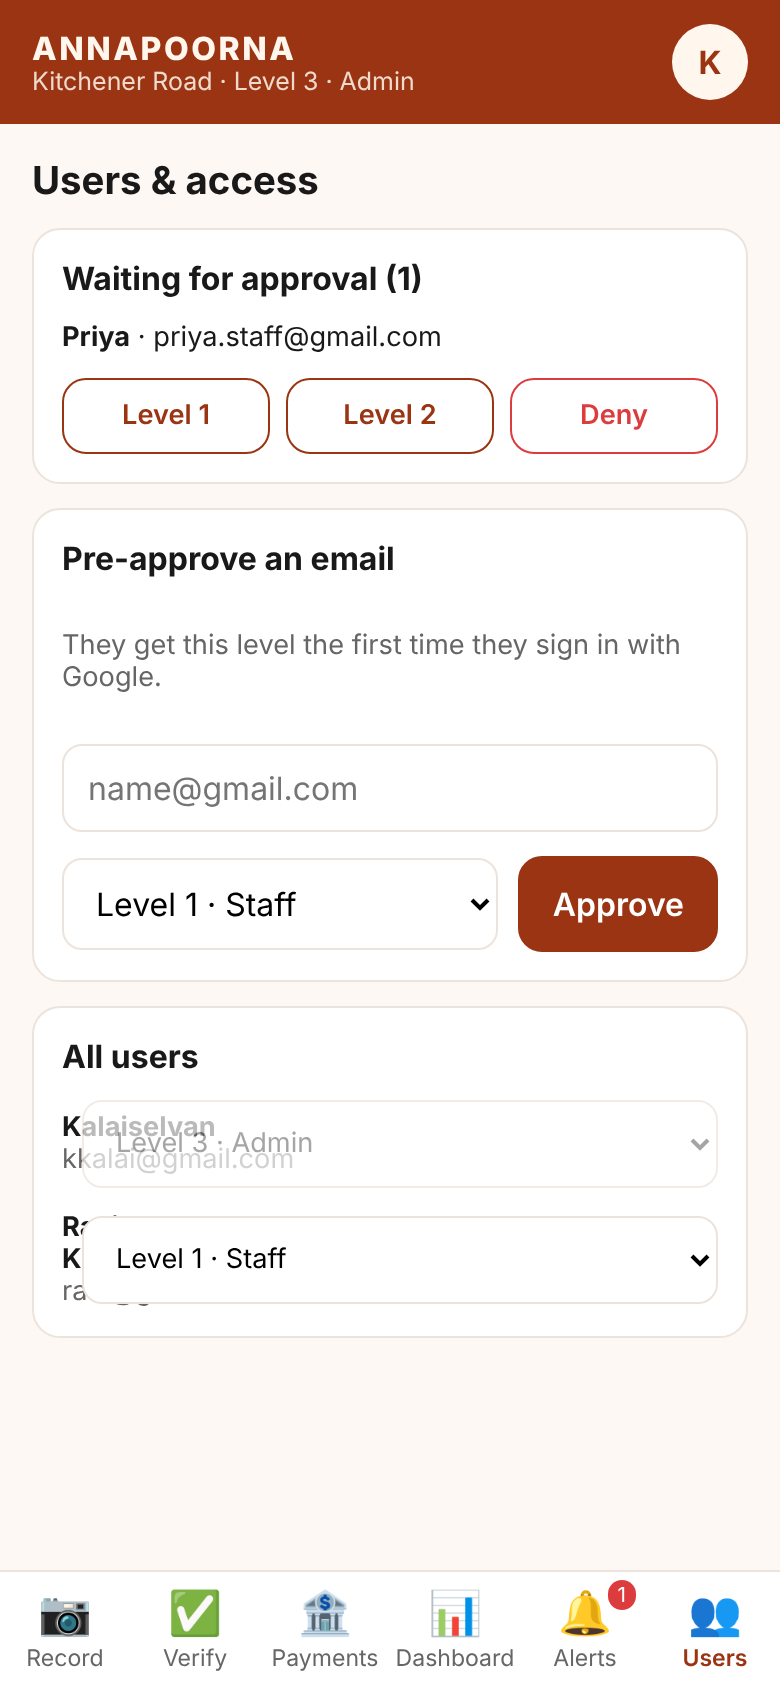 ANNAPOORNA
Kitchener Road · Level 3 · Admin
K
Users & access
Waiting for approval (1)
Priya · priya.staff@gmail.com
Level 1
Level 2
Deny
Pre-approve an email
They get this level the first time they sign in with
Google.
name@gmail.com
Level 1 · Staff
Approve
All users
Kalaiselvan
Level 3 · Admin
kkalai@gmail.com
Level 1 · Staff
1
Record
Verify
Payments
Dashboard
Alerts
Users